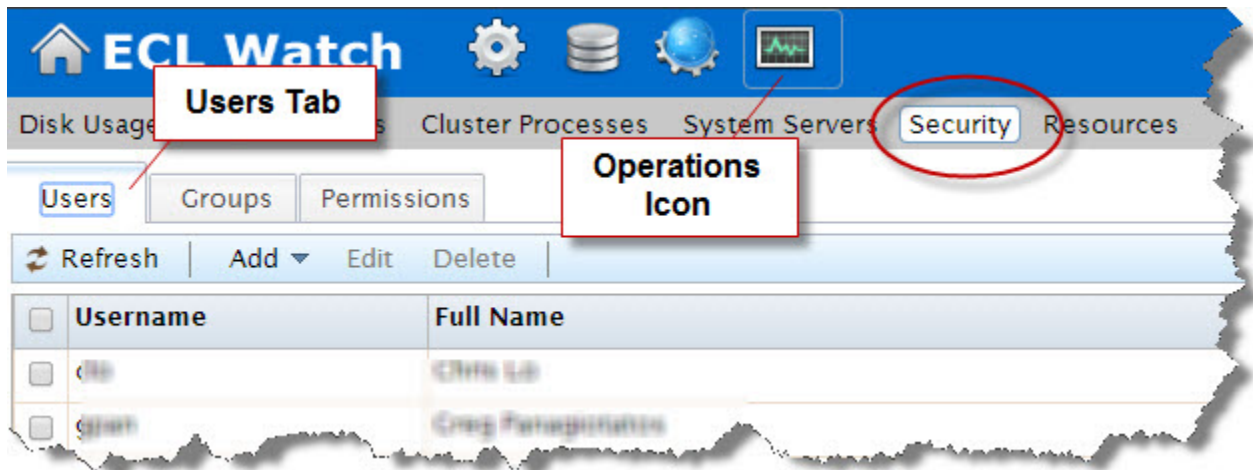 ECL Watch
Users Tab
Disk Usage s Cluster Processes System Servers Security Resources
Operations
Icon
Users Groups Permissions
Refresh Add Edit Delete
Username Full Name